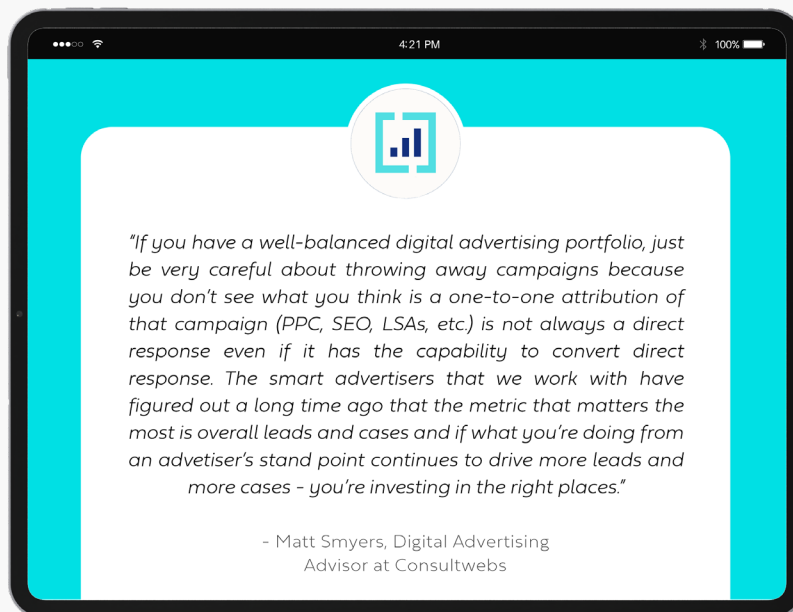 4:21 PM
100%
"If you have a well-balanced digital advertising portfolio, just
be very careful about throwing away campaigns because
you don't see what you think is a one-to-one attribution of
that campaign (PPC, SEO, LSAs, etc.) is not always a direct
response even if it has the capability to convert direct
response. The smart advertisers that we work with have
figured out a long time ago that the metric that matters the
most is overall leads and cases and if what you're doing from
an advetiser's stand point continues to drive more leads and
more cases - you're investing in the right places."
- Matt Smyers, Digital Advertising
Advisor at Consultwebs